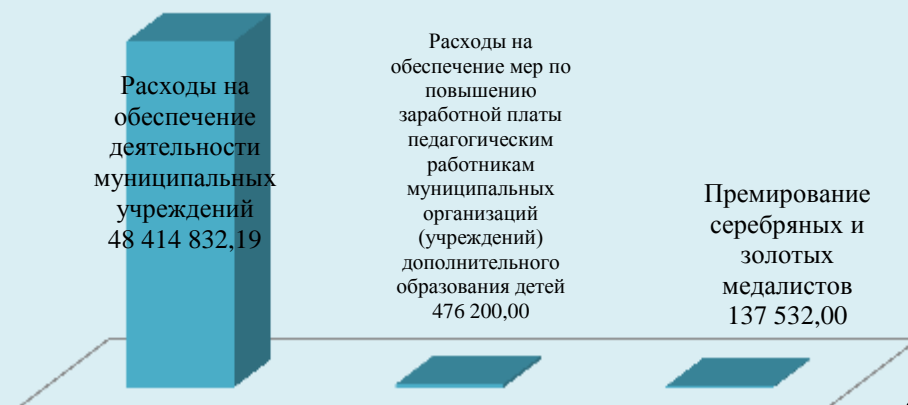 Расходы на
обеспечение
деятельности
муниципальных
учреждений
48 414 832,19
Расходы на
обеспечение мер по
повышению
заработной платы
педагогическим
работникам
муниципальных
организаций
(учреждений)
дополнительного
образования детей
476 200,00
Премирование
серебряных и
золотых
медалистов
137 532,00